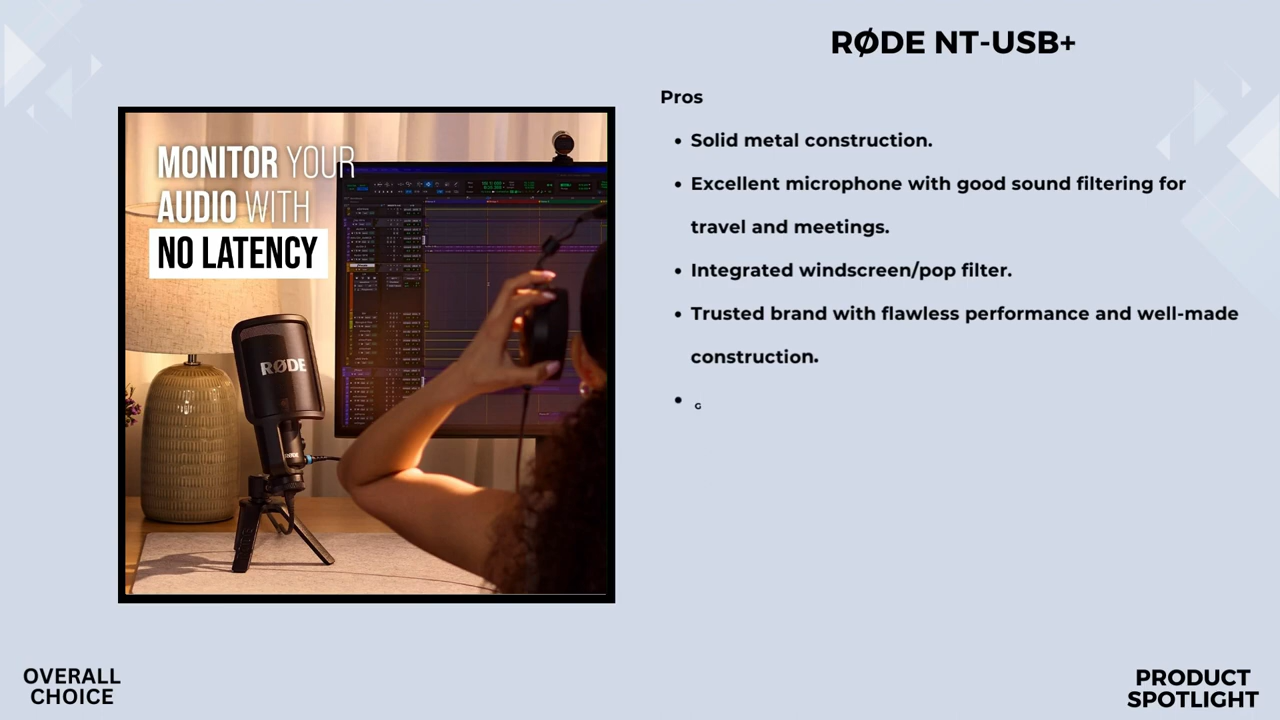 RØDE NT-USB+
Pros
• Solid metal construction.
• Excellent microphone with good sound filtering for
travel and meetings.
• Integrated windscreen/pop filter.
• Trusted brand with flawless performance and well-made
construction.
• G
MONITOR YOUR
AUDIO WITH
NO LATENCY
RØDE
RØDE
OVERALL
CHOICE
PRODUCT
SPOTLIGHT